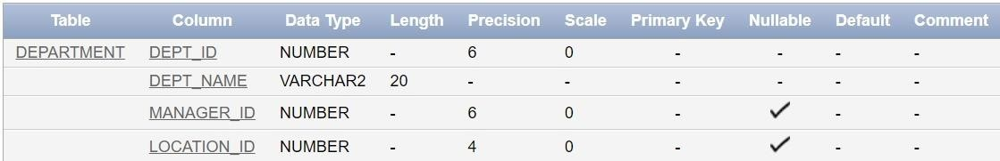 Table Column Data Type Length Precision Scale Primary Key Nullable Default Comment
DEPARTMENT DEPT_ID NUMBER - 6 0 - - - -
DEPT_NAME VARCHAR2 20 - - - - - -
MANAGER_ID NUMBER - 6 0 - ✓ - -
LOCATION_ID NUMBER - 4 0 - ✓ - -